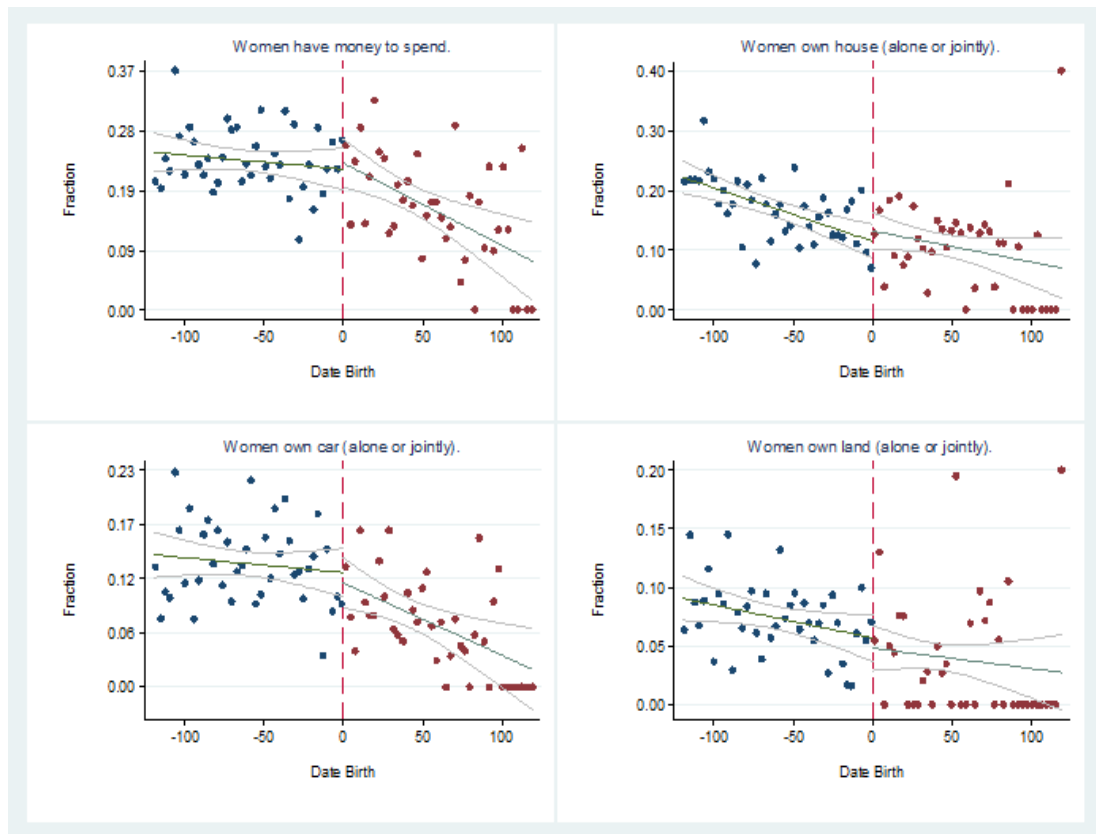 Women have money to spend.
0.37
0.28
0.19
0.09
0.00
Fraction
-100 -50 0 50 100
Date Birth
Women own house (alone or jointly).
0.40
0.30
0.20
0.10
0.00
Fraction
-100 -50 0 50 100
Date Birth
Women own car (alone or jointly).
0.23
0.17
0.12
0.06
0.00
Fraction
-100 -50 0 50 100
Date Birth
Women own land (alone or jointly).
0.20
0.15
0.10
0.05
0.00
Fraction
-100 -50 0 50 100
Date Birth